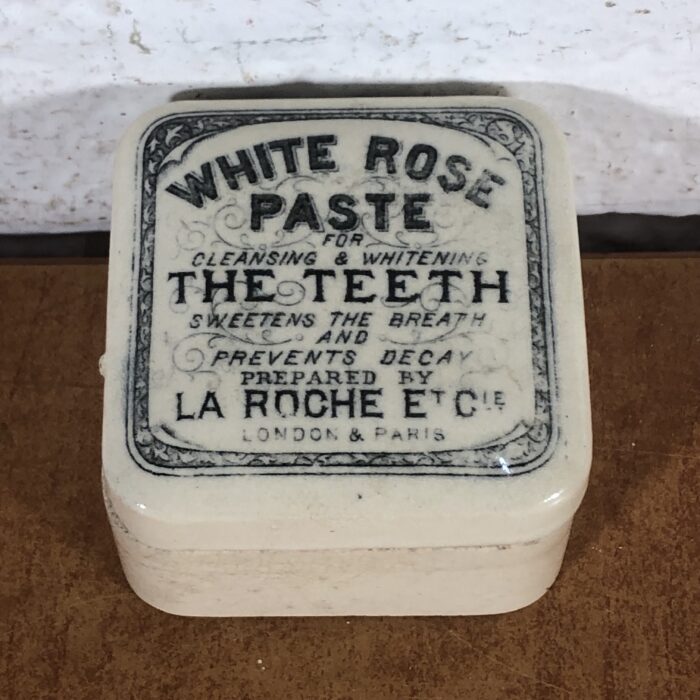 WHITE ROSE
PASTE
FOR
CLEANSING & WHITENING
THE TEETH
SWEETENS THE BREATH
AND
PREVENTS DECAY
PREPARED BY
LA ROCHE ET CIE
LONDON & PARIS